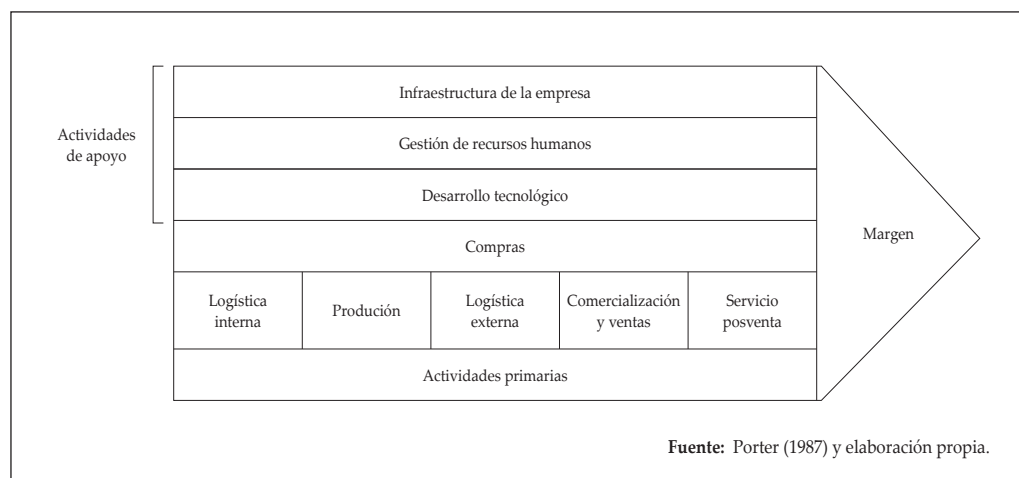 Infraestructura de la empresa
Actividades
de apoyo
Gestión de recursos humanos
Desarrollo tecnológico
Compras
Margen
Logística
interna
Produción
Logística
externa
Comercialización
y ventas
Servicio
posventa
Actividades primarias
Fuente: Porter (1987) y elaboración propia.